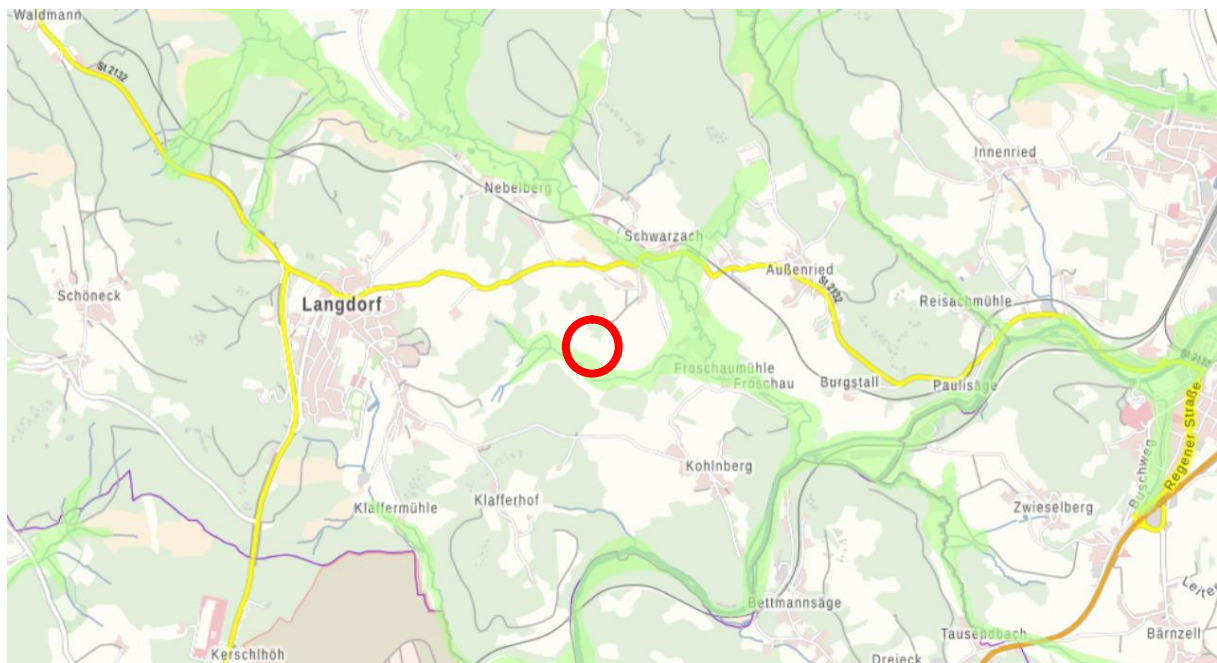 Waldmann
St 2132
Innenried
Nebelberg
Schwarzach
Außenried
St 2132
Schöneck
Langdorf
Reisachmühle
Froschaumühle
Froschau
Burgstall
Paulisäge
Regener Straße
Buschweg
Kohlnberg
Klaffermühle
Klafferhof
Zwieselberg
Bettmannsäge
Tausendbach
Bärnzell
Kerschlhöh
Dreieck